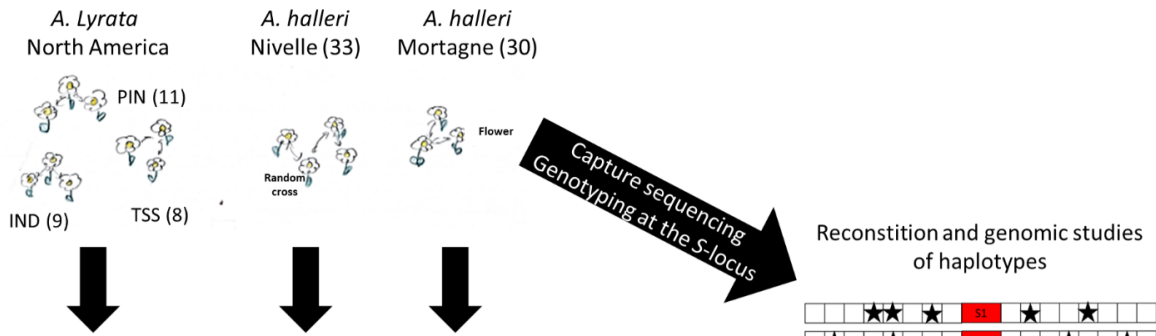 A. Lyrata
North America
A. halleri
Nivelle (33)
A. halleri
Mortagne (30)
PIN (11)
IND (9)
TSS (8)
Random
cross
Flower
Capture sequencing
Genotyping at the S-locus
Reconstition and genomic studies
of haplotypes
S1